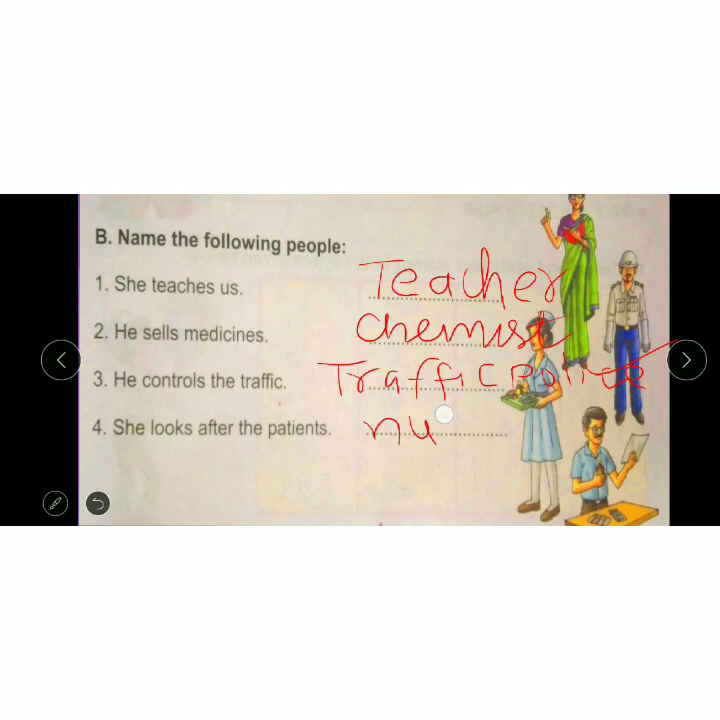 B. Name the following people:
1. She teaches us. Teacher
2. He sells medicines. Chemist
3. He controls the traffic. Traffic Police
4. She looks after the patients. nu